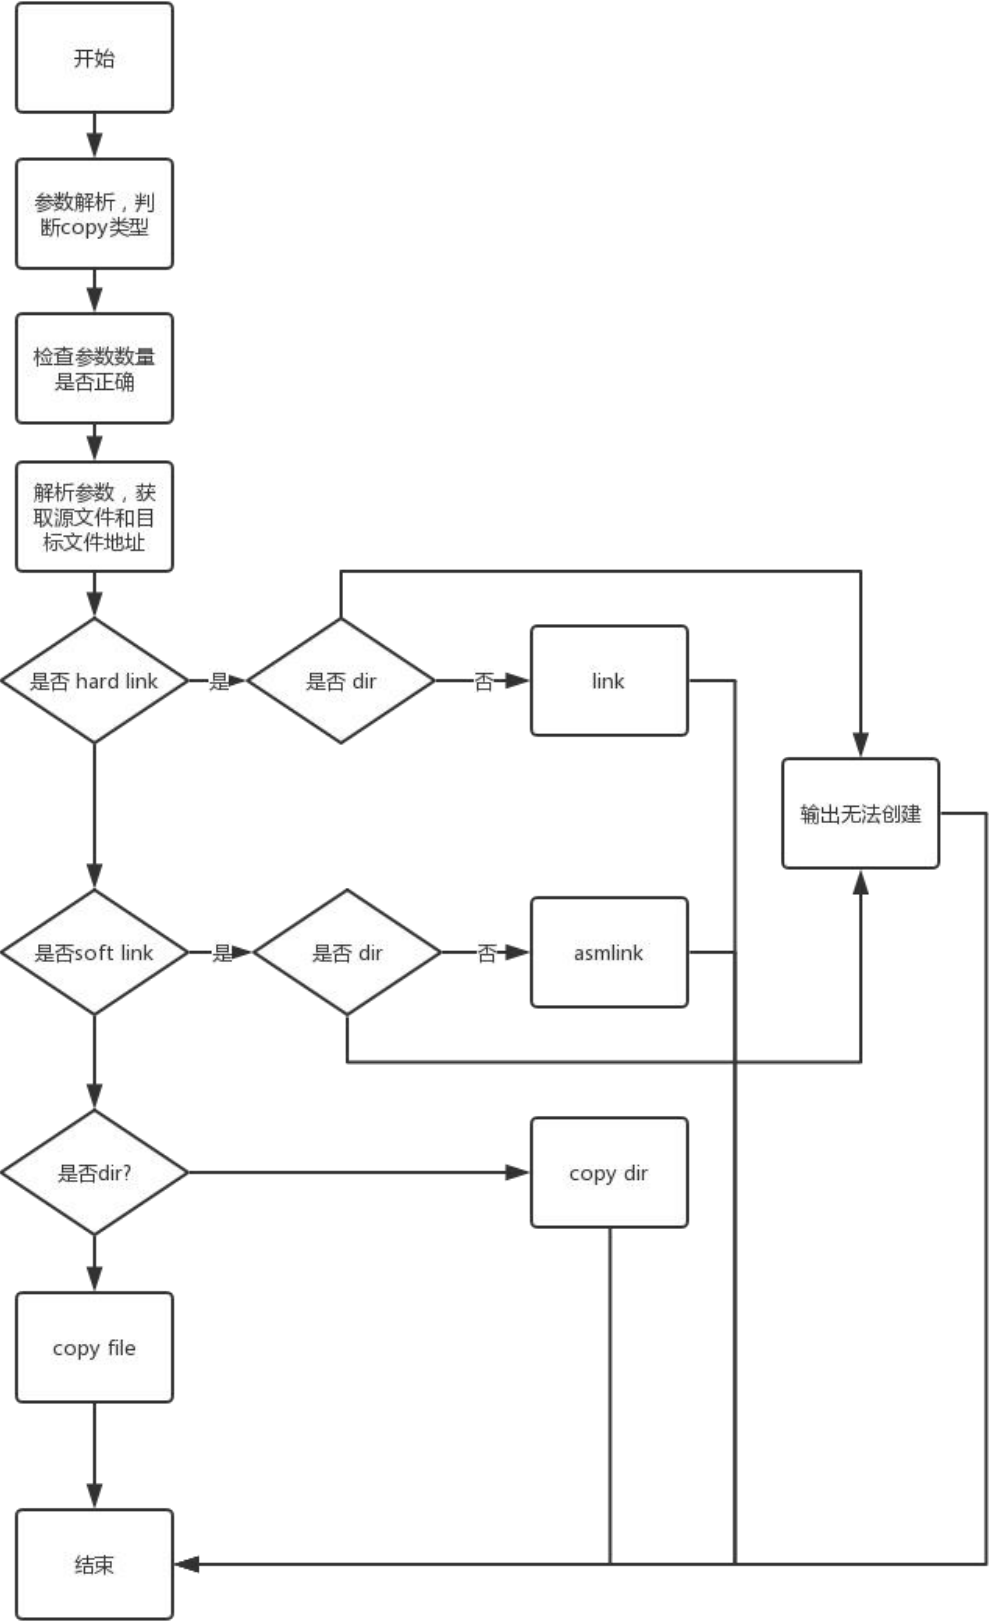 开始
参数解析，判
断copy类型
检查参数数量
是否正确
解析参数，获
取源文件和目
标文件地址
是否 hard link
是
是否 dir
否
link
输出无法创建
是否soft link
是
是否 dir
否
asmlink
是否dir?
copy dir
copy file
结束